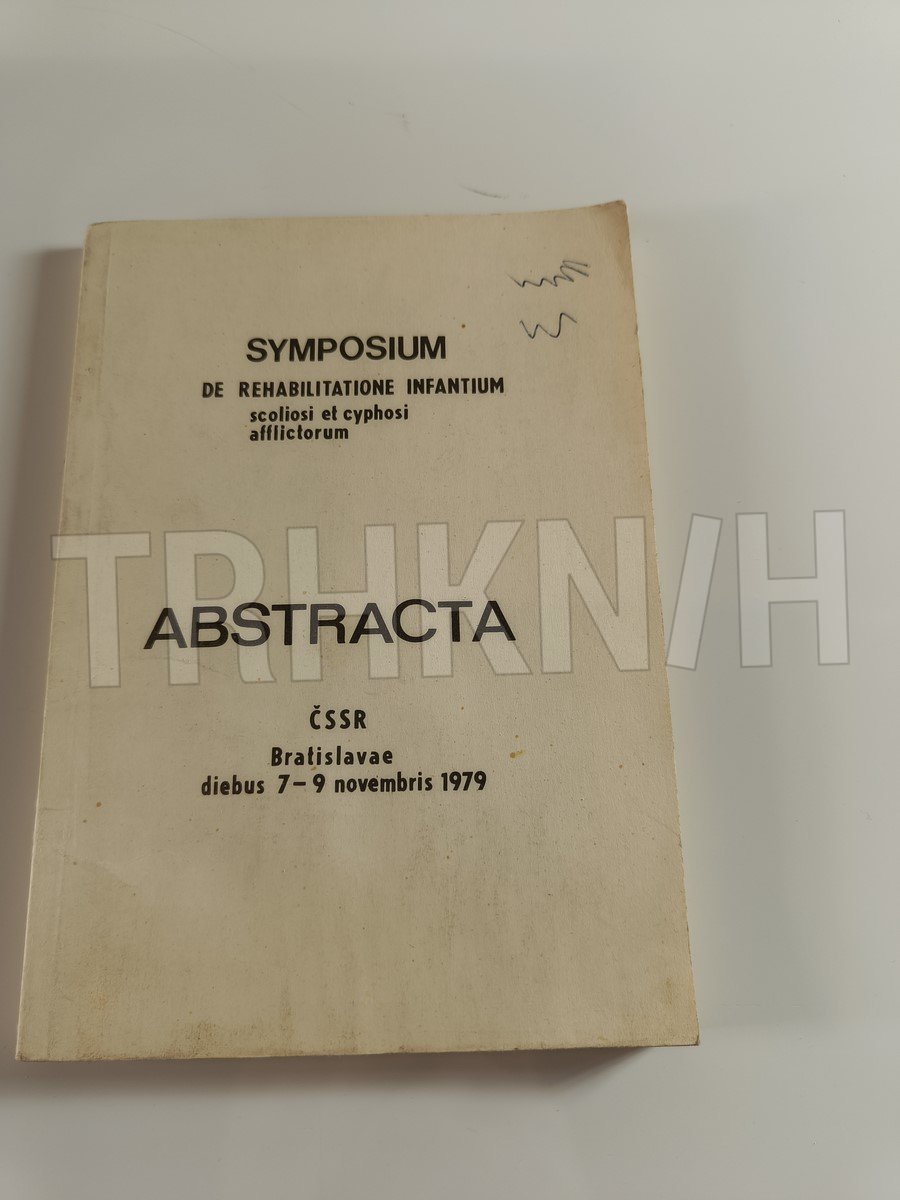 SYMPOSIUM
DE REHABILITATIONE INFANTIUM
scoliosi et cyphosi
afflictorum
TRHKNIH
ABSTRACTA
ČSSR
Bratislavae
diebus 7–9 novembris 1979